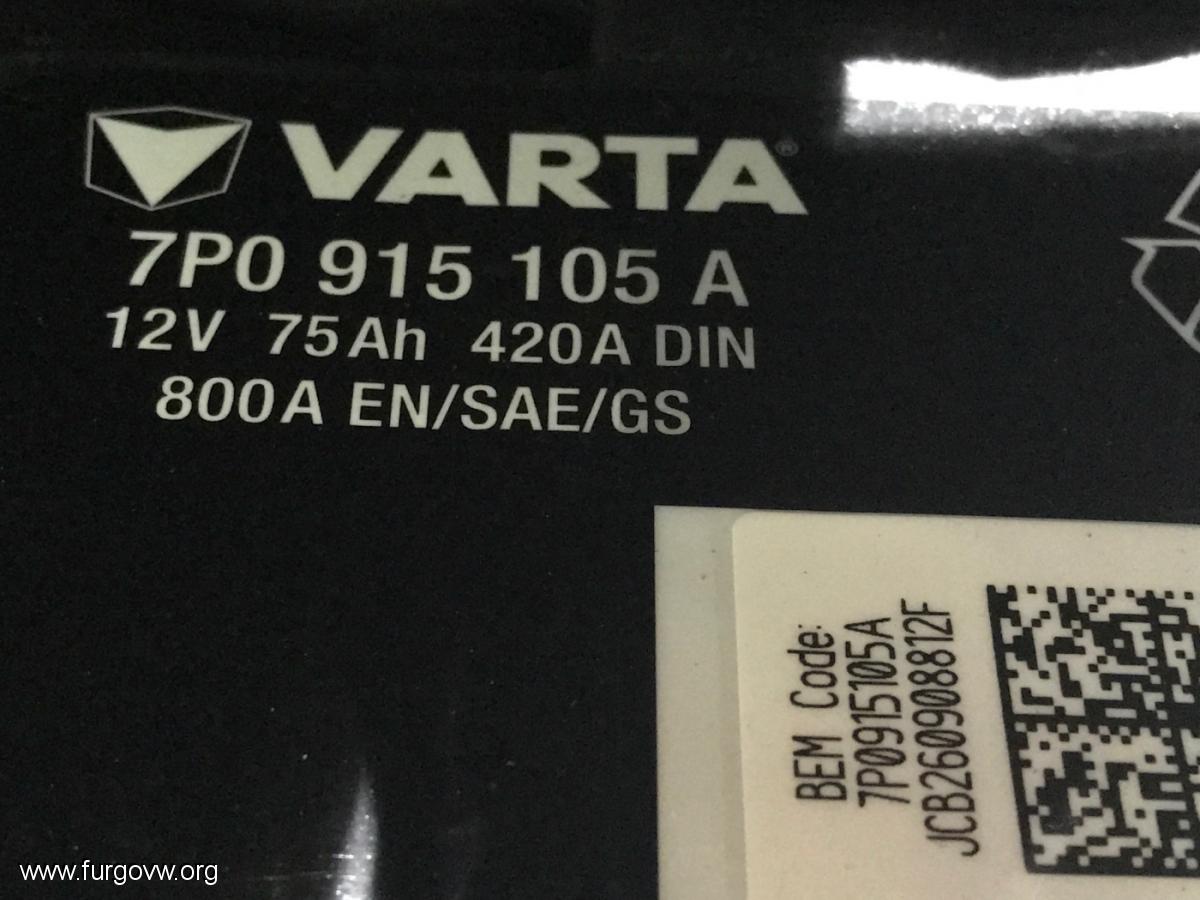 VARTA®
7P0 915 105 A
12V 75Ah 420A DIN
800A EN/SAE/GS
BEM Code:
7P0915105A
JCB260908812F
www.furgovw.org